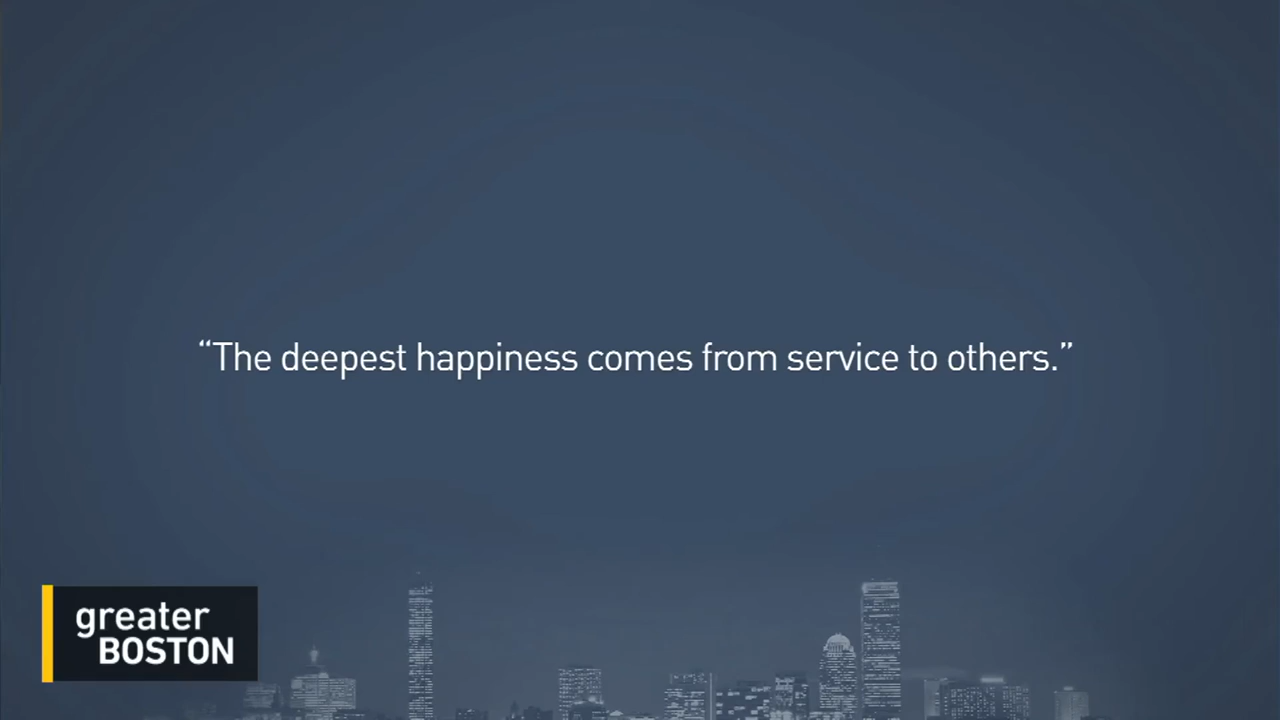 “The deepest happiness comes from service to others.”
greater
BOSTON